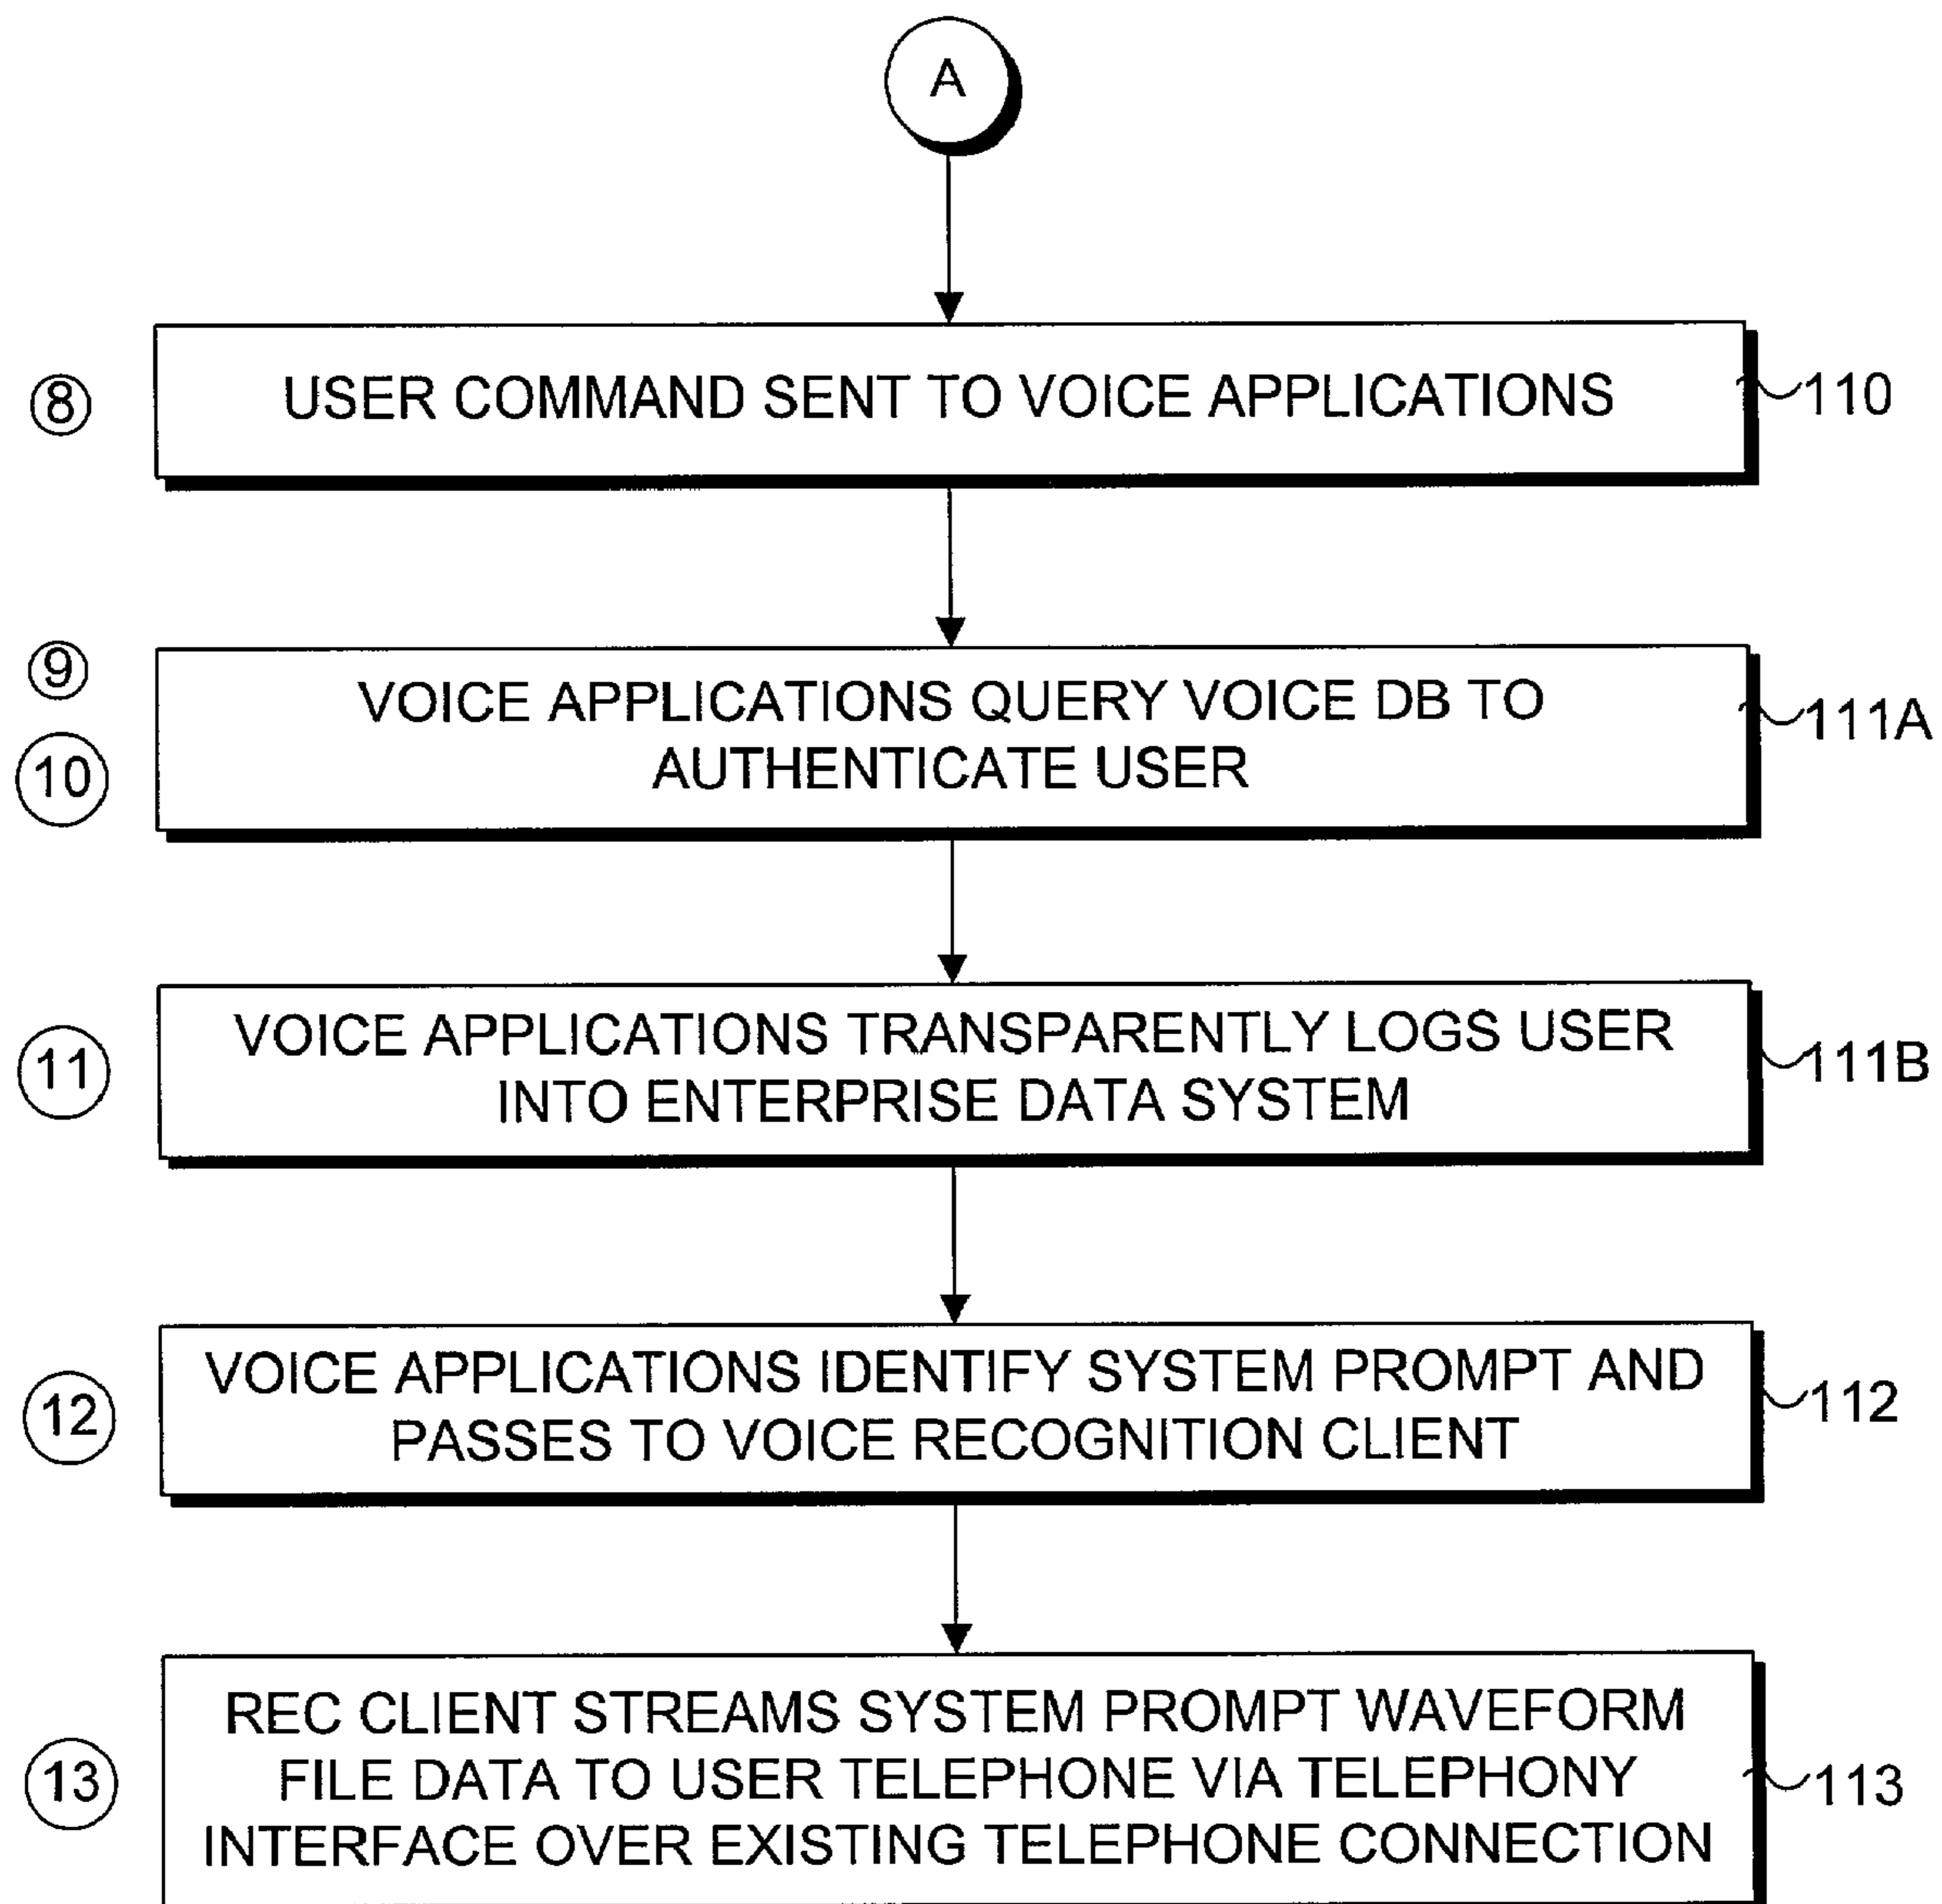 A
8
USER COMMAND SENT TO VOICE APPLICATIONS
110
9
10
VOICE APPLICATIONS QUERY VOICE DB TO
AUTHENTICATE USER
111A
11
VOICE APPLICATIONS TRANSPARENTLY LOGS USER
INTO ENTERPRISE DATA SYSTEM
111B
12
VOICE APPLICATIONS IDENTIFY SYSTEM PROMPT AND
PASSES TO VOICE RECOGNITION CLIENT
112
13
REC CLIENT STREAMS SYSTEM PROMPT WAVEFORM
FILE DATA TO USER TELEPHONE VIA TELEPHONY
INTERFACE OVER EXISTING TELEPHONE CONNECTION
113